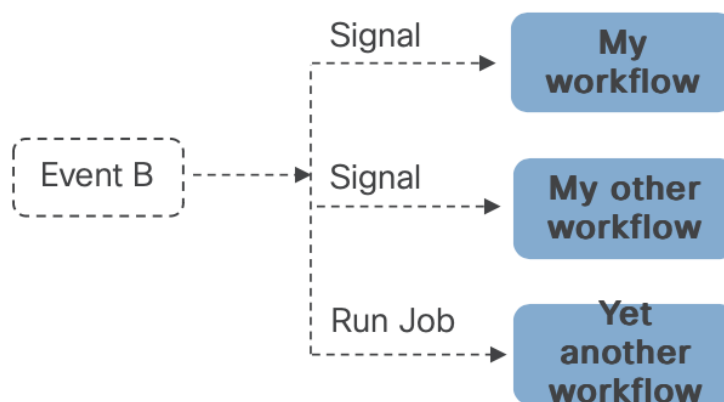 Signal
My
workflow
Event B
Signal
My other
workflow
Run Job
Yet
another
workflow